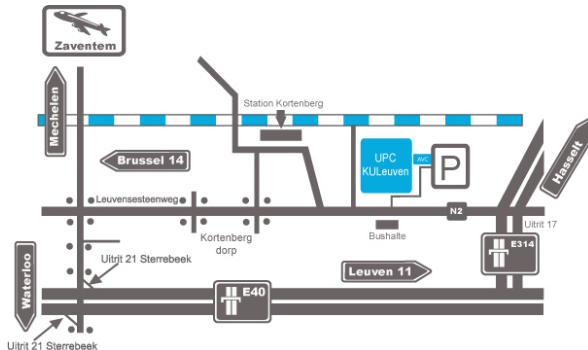 Zaventem
Mechelen
Station Kortenberg
Brussel 14
UPC
KULeuven
AVC
P
Hasselt
Leuvensesteenweg
N2
Kortenberg
dorp
Bushalte
Uitrit 17
E314
Uitrit 21 Sterrebeek
Leuven 11
Waterloo
E40
Uitrit 21 Sterrebeek